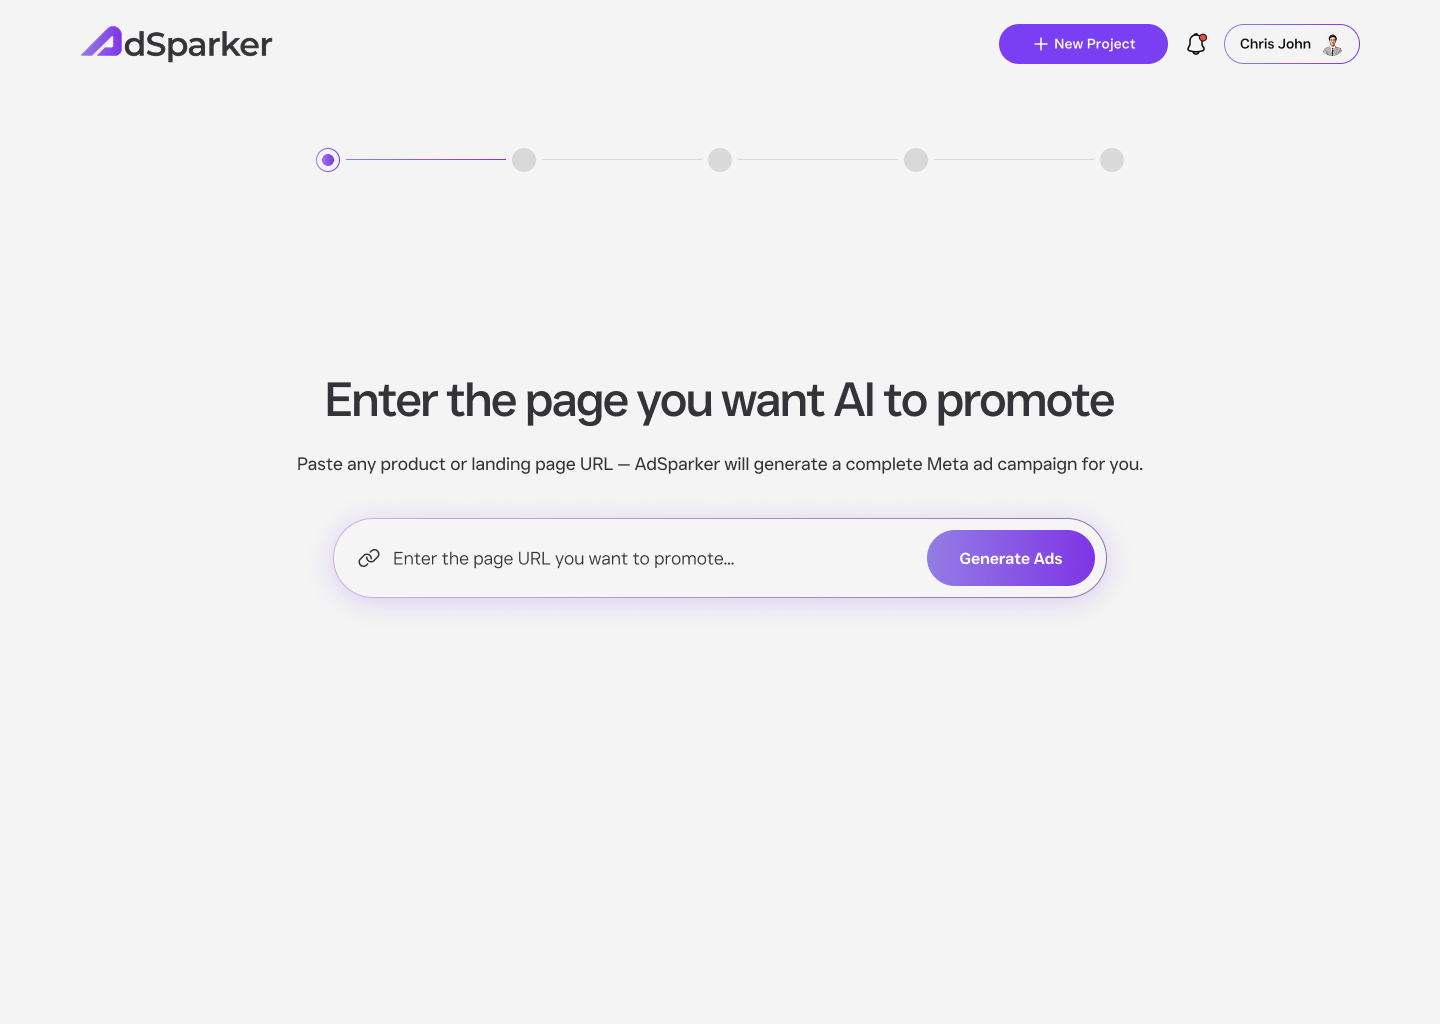 AdSparker
New Project
Chris John
Enter the page you want AI to promote
Paste any product or landing page URL — AdSparker will generate a complete Meta ad campaign for you.
Enter the page URL you want to promote...
Generate Ads